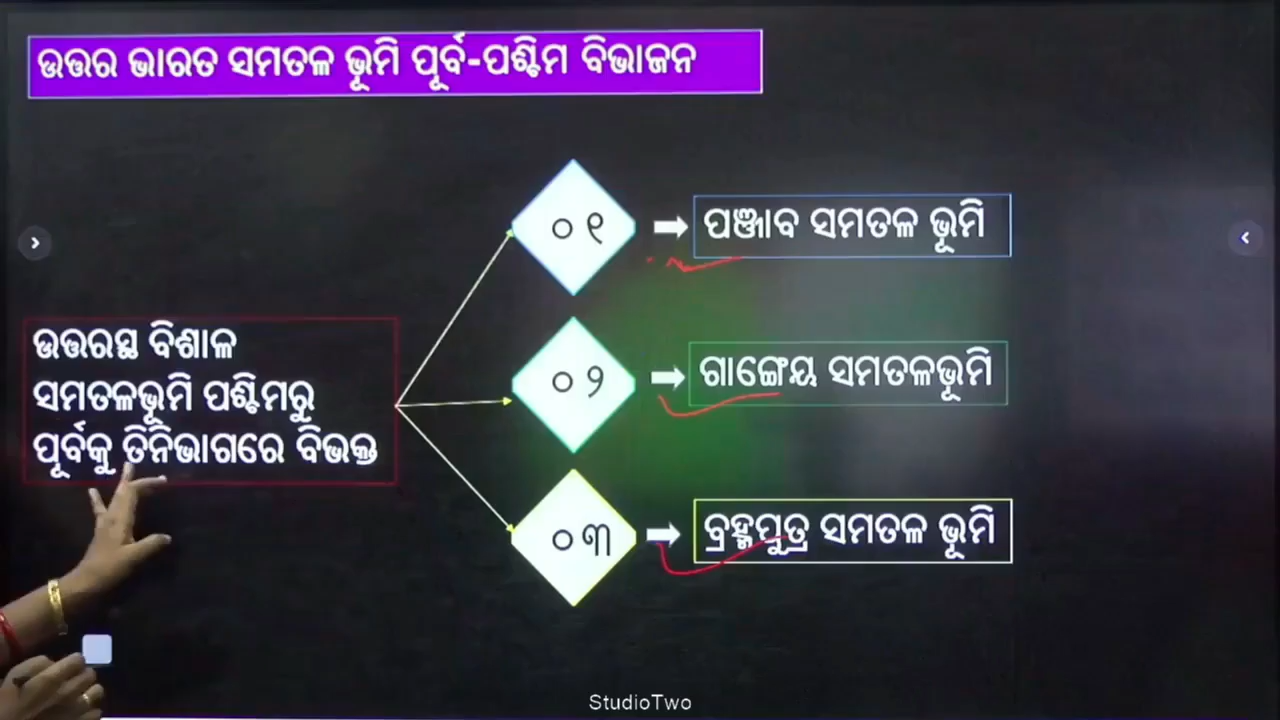 ଉତ୍ତର ଭାରତ ସମତଳ ଭୂମି ପୂର୍ବ-ପଶ୍ଚିମ ବିଭାଜନ
୦୧
ପଞ୍ଜାବ ସମତଳ ଭୂମି
ଉତ୍ତରସ୍ଥ ବିଶାଳ
ସମତଳଭୂମି ପଶ୍ଚିମରୁ
ପୂର୍ବକୁ ତିନିଭାଗରେ ବିଭକ୍ତ
୦୨
ଗାଙ୍ଗେୟ ସମତଳଭୂମି
୦୩
ବ୍ରହ୍ମପୁତ୍ର ସମତଳ ଭୂମି
StudioTwo